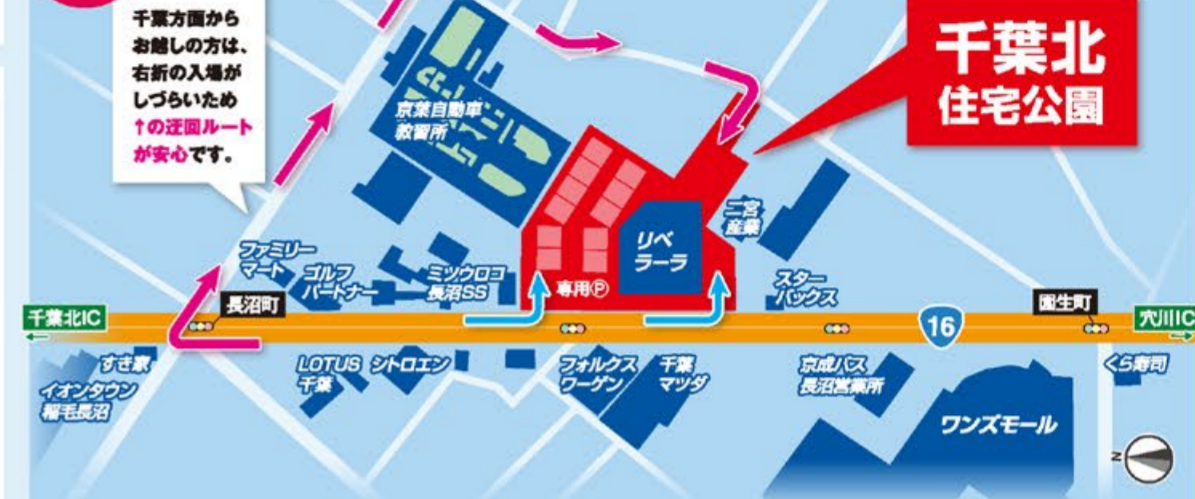 千葉方面から
お越しの方は、
右折の入場が
しづらいため
↑の迂回ルート
が安心です。
千葉北
住宅公園
京葉自動車
教習所
二宮
産業
リベ
ラーラ
専用Ⓟ
ファミリー
マート
ゴルフ
パートナー
ミツウロコ
長沼SS
スター
バックス
千葉北IC
←
長沼町
16
園生町
穴川IC
→
すき家
イオンタウン
稲毛長沼
LOTUS
千葉
シトロエン
フォルクス
ワーゲン
千葉
マツダ
京成バス
長沼営業所
ワンズモール
くら寿司
N